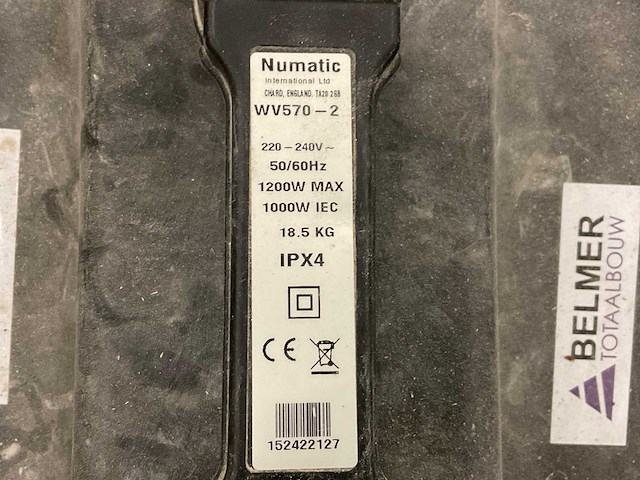 Numatic
International Ltd
CHARD, ENGLAND. TA20 2GB
WV570-2
220-240V~
50/60Hz
1200W MAX
1000W IEC
18.5 KG
IPX4
CE
152422127
BELMER
TOTAALBOUW